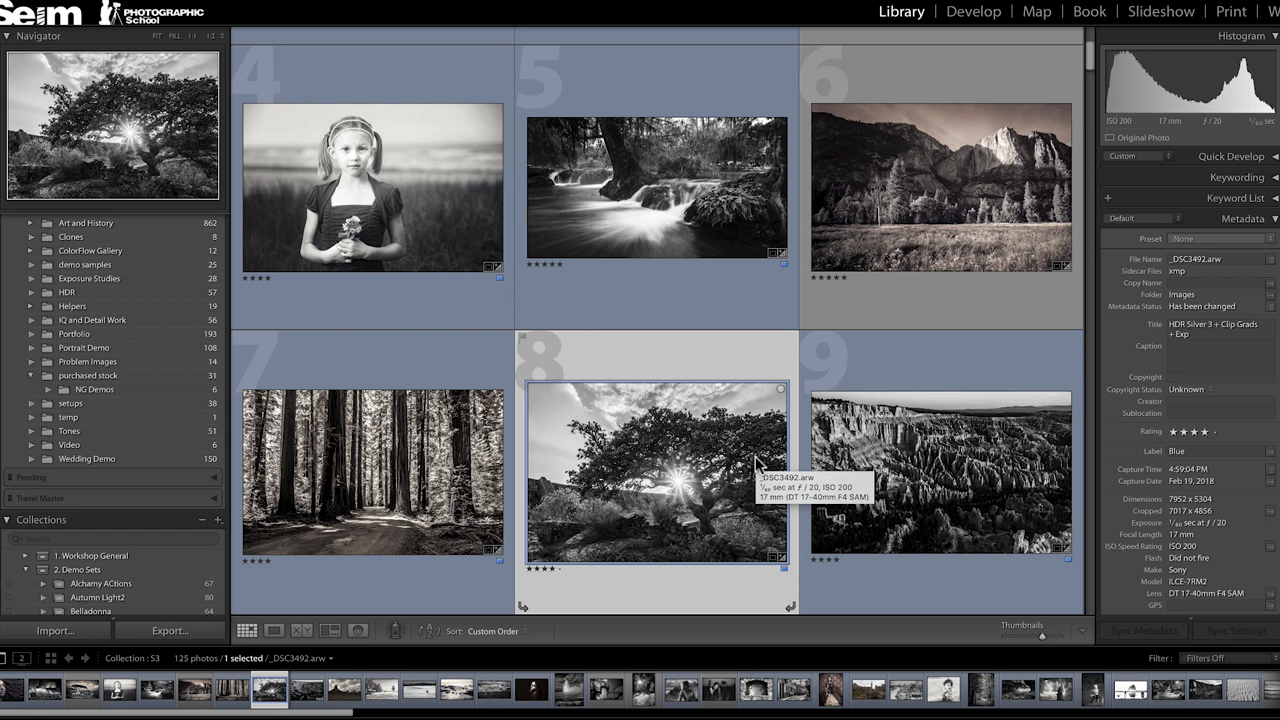 Seim PHOTOGRAPHIC School
Library | Develop | Map | Book | Slideshow | Print | W
Navigator FIT FILL 1:1 1:2
Histogram
ISO 200 17 mm ƒ / 20 ¹/₆₀ sec
Original Photo
Custom Quick Develop
Keywording
Keyword List
Default Metadata
Preset None
File Name _DSC3492.arw
Sidecar Files xmp
Copy Name
Folder Images
Metadata Status Has been changed
Title HDR Silver 3 + Clip Grads + Exp
Caption
Copyright
Copyright Status Unknown
Creator
Sublocation
Rating ★ ★ ★ ★ ·
Label Blue
Capture Time 4:59:04 PM
Capture Date Feb 19, 2018
Dimensions 7952 x 5304
Cropped 7017 x 4856
Exposure ¹/₆₀ sec at ƒ / 20
Focal Length 17 mm
ISO Speed Rating ISO 200
Flash Did not fire
Make Sony
Model ILCE-7RM2
Lens DT 17-40mm F4 SAM
GPS
Sync Metadata Sync Settings
Art and History 862
Clones 8
ColorFlow Gallery 12
demo samples 25
Exposure Studies 28
HDR 57
Helpers 19
IQ and Detail Work 56
Portfolio 193
Portrait Demo 108
Problem Images 14
purchased stock 31
NG Demos 6
setups 38
temp 1
Tones 51
Video 6
Wedding Demo 150
Pending
Travel Master
Collections
Search
1. Workshop General
2. Demo Sets
Alchamy ACtions 67
Autumn Light2 80
Belladonna 64
Import... Export...
4 5 6
★★★★ ★★★★★ ★★★★★
7 8 9
_DSC3492.arw
¹/₆₀ sec at ƒ / 20, ISO 200
17 mm (DT 17-40mm F4 SAM)
★★★★ ★★★★ · ★★★★
XY Sort: Custom Order Thumbnails
2 Collection : S3 125 photos / 1 selected / _DSC3492.arw Filter : Filters Off